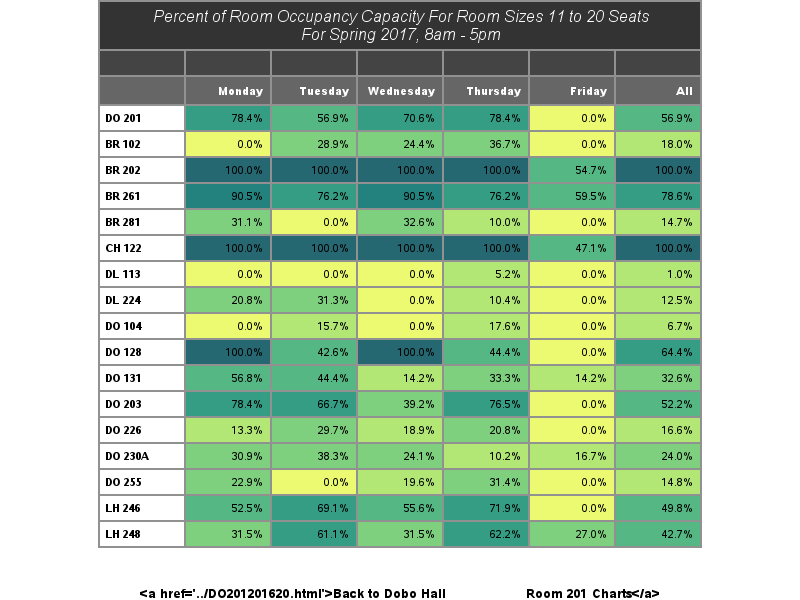 Percent of Room Occupancy Capacity For Room Sizes 11 to 20 Seats
For Spring 2017, 8am - 5pm
Monday Tuesday Wednesday Thursday Friday All
DO 201 78.4% 56.9% 70.6% 78.4% 0.0% 56.9%
BR 102 0.0% 28.9% 24.4% 36.7% 0.0% 18.0%
BR 202 100.0% 100.0% 100.0% 100.0% 54.7% 100.0%
BR 261 90.5% 76.2% 90.5% 76.2% 59.5% 78.6%
BR 281 31.1% 0.0% 32.6% 10.0% 0.0% 14.7%
CH 122 100.0% 100.0% 100.0% 100.0% 47.1% 100.0%
DL 113 0.0% 0.0% 0.0% 5.2% 0.0% 1.0%
DL 224 20.8% 31.3% 0.0% 10.4% 0.0% 12.5%
DO 104 0.0% 15.7% 0.0% 17.6% 0.0% 6.7%
DO 128 100.0% 42.6% 100.0% 44.4% 0.0% 64.4%
DO 131 56.8% 44.4% 14.2% 33.3% 14.2% 32.6%
DO 203 78.4% 66.7% 39.2% 76.5% 0.0% 52.2%
DO 226 13.3% 29.7% 18.9% 20.8% 0.0% 16.6%
DO 230A 30.9% 38.3% 24.1% 10.2% 16.7% 24.0%
DO 255 22.9% 0.0% 19.6% 31.4% 0.0% 14.8%
LH 246 52.5% 69.1% 55.6% 71.9% 0.0% 49.8%
LH 248 31.5% 61.1% 31.5% 62.2% 27.0% 42.7%
<a href='../DO201201620.html'>Back to Dobo Hall Room 201 Charts</a>